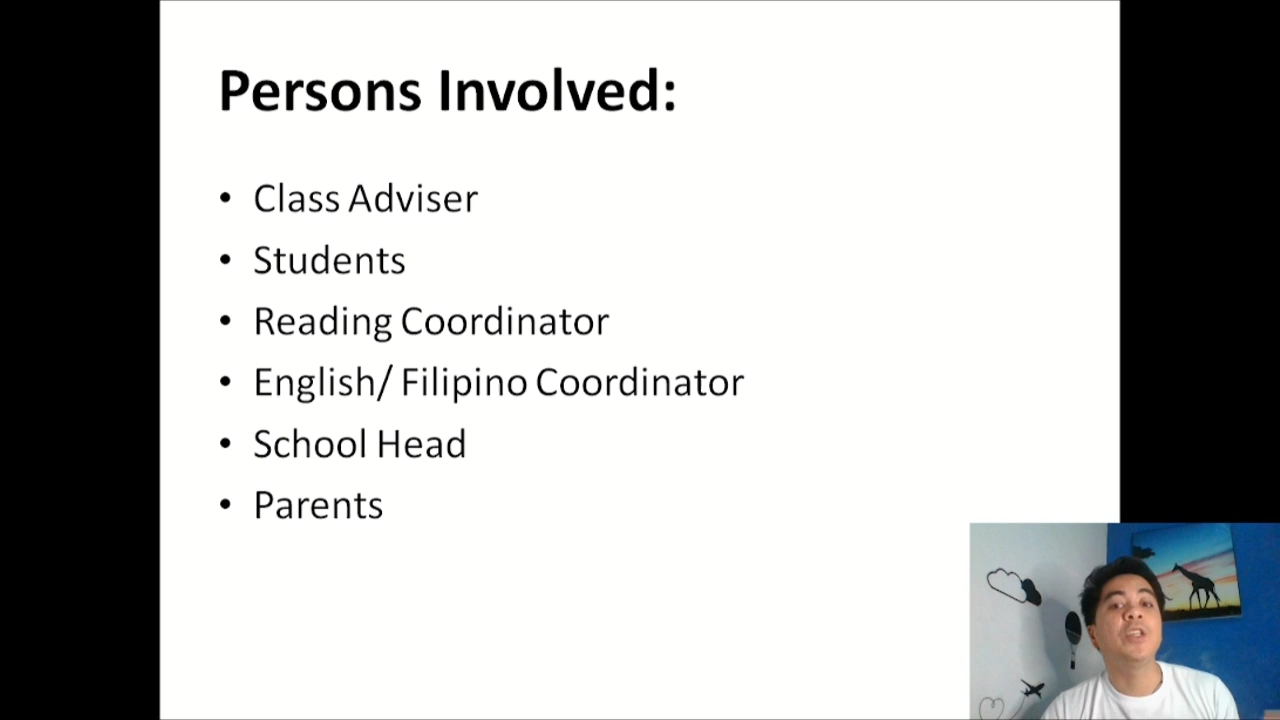 Persons Involved:
• Class Adviser
• Students
• Reading Coordinator
• English/ Filipino Coordinator
• School Head
• Parents